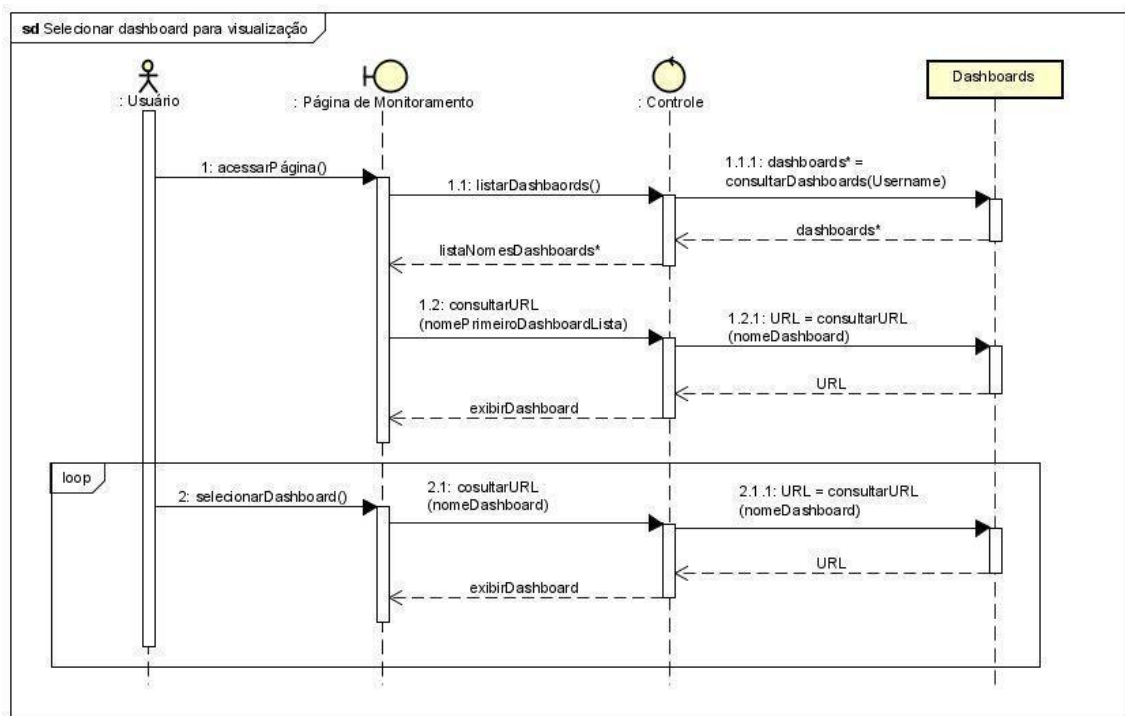 sd Selecionar dashboard para visualização
: Usuário
: Página de Monitoramento
: Controle
Dashboards
1: acessarPágina()
1.1: listarDashbaords()
1.1.1: dashboards* =
consultarDashboards(Username)
dashboards*
listaNomesDashboards*
1.2: consultarURL
(nomePrimeiroDashboardLista)
1.2.1: URL = consultarURL
(nomeDashboard)
URL
exibirDashboard
loop
2: selecionarDashboard()
2.1: cosultarURL
(nomeDashboard)
2.1.1: URL = consultarURL
(nomeDashboard)
URL
exibirDashboard